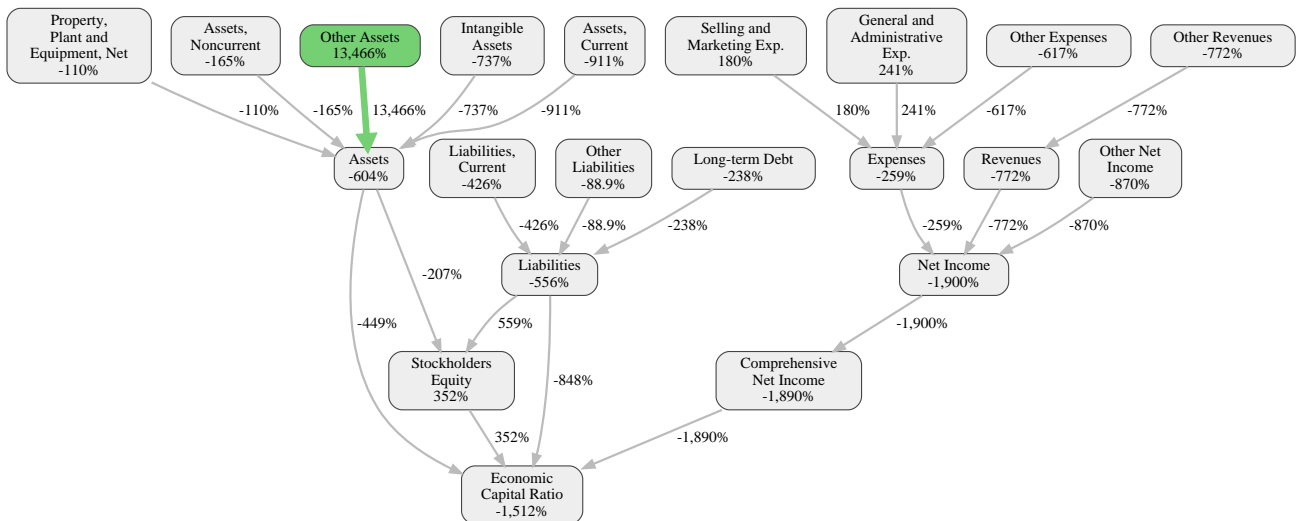 Property,
Plant and
Equipment, Net
-110%
Assets,
Noncurrent
-165%
Other Assets
13,466%
Intangible
Assets
-737%
Assets,
Current
-911%
Selling and
Marketing Exp.
180%
General and
Administrative
Exp.
241%
Other Expenses
-617%
Other Revenues
-772%
-110%
-165%
13,466%
-737%
-911%
180%
241%
-617%
-772%
Assets
-604%
Liabilities,
Current
-426%
Other
Liabilities
-88.9%
Long-term Debt
-238%
Expenses
-259%
Revenues
-772%
Other Net
Income
-870%
-426%
-88.9%
-238%
-259%
-772%
-870%
Liabilities
-556%
Net Income
-1,900%
-207%
-449%
559%
-848%
-1,900%
Stockholders
Equity
352%
Comprehensive
Net Income
-1,890%
352%
-1,890%
Economic
Capital Ratio
-1,512%